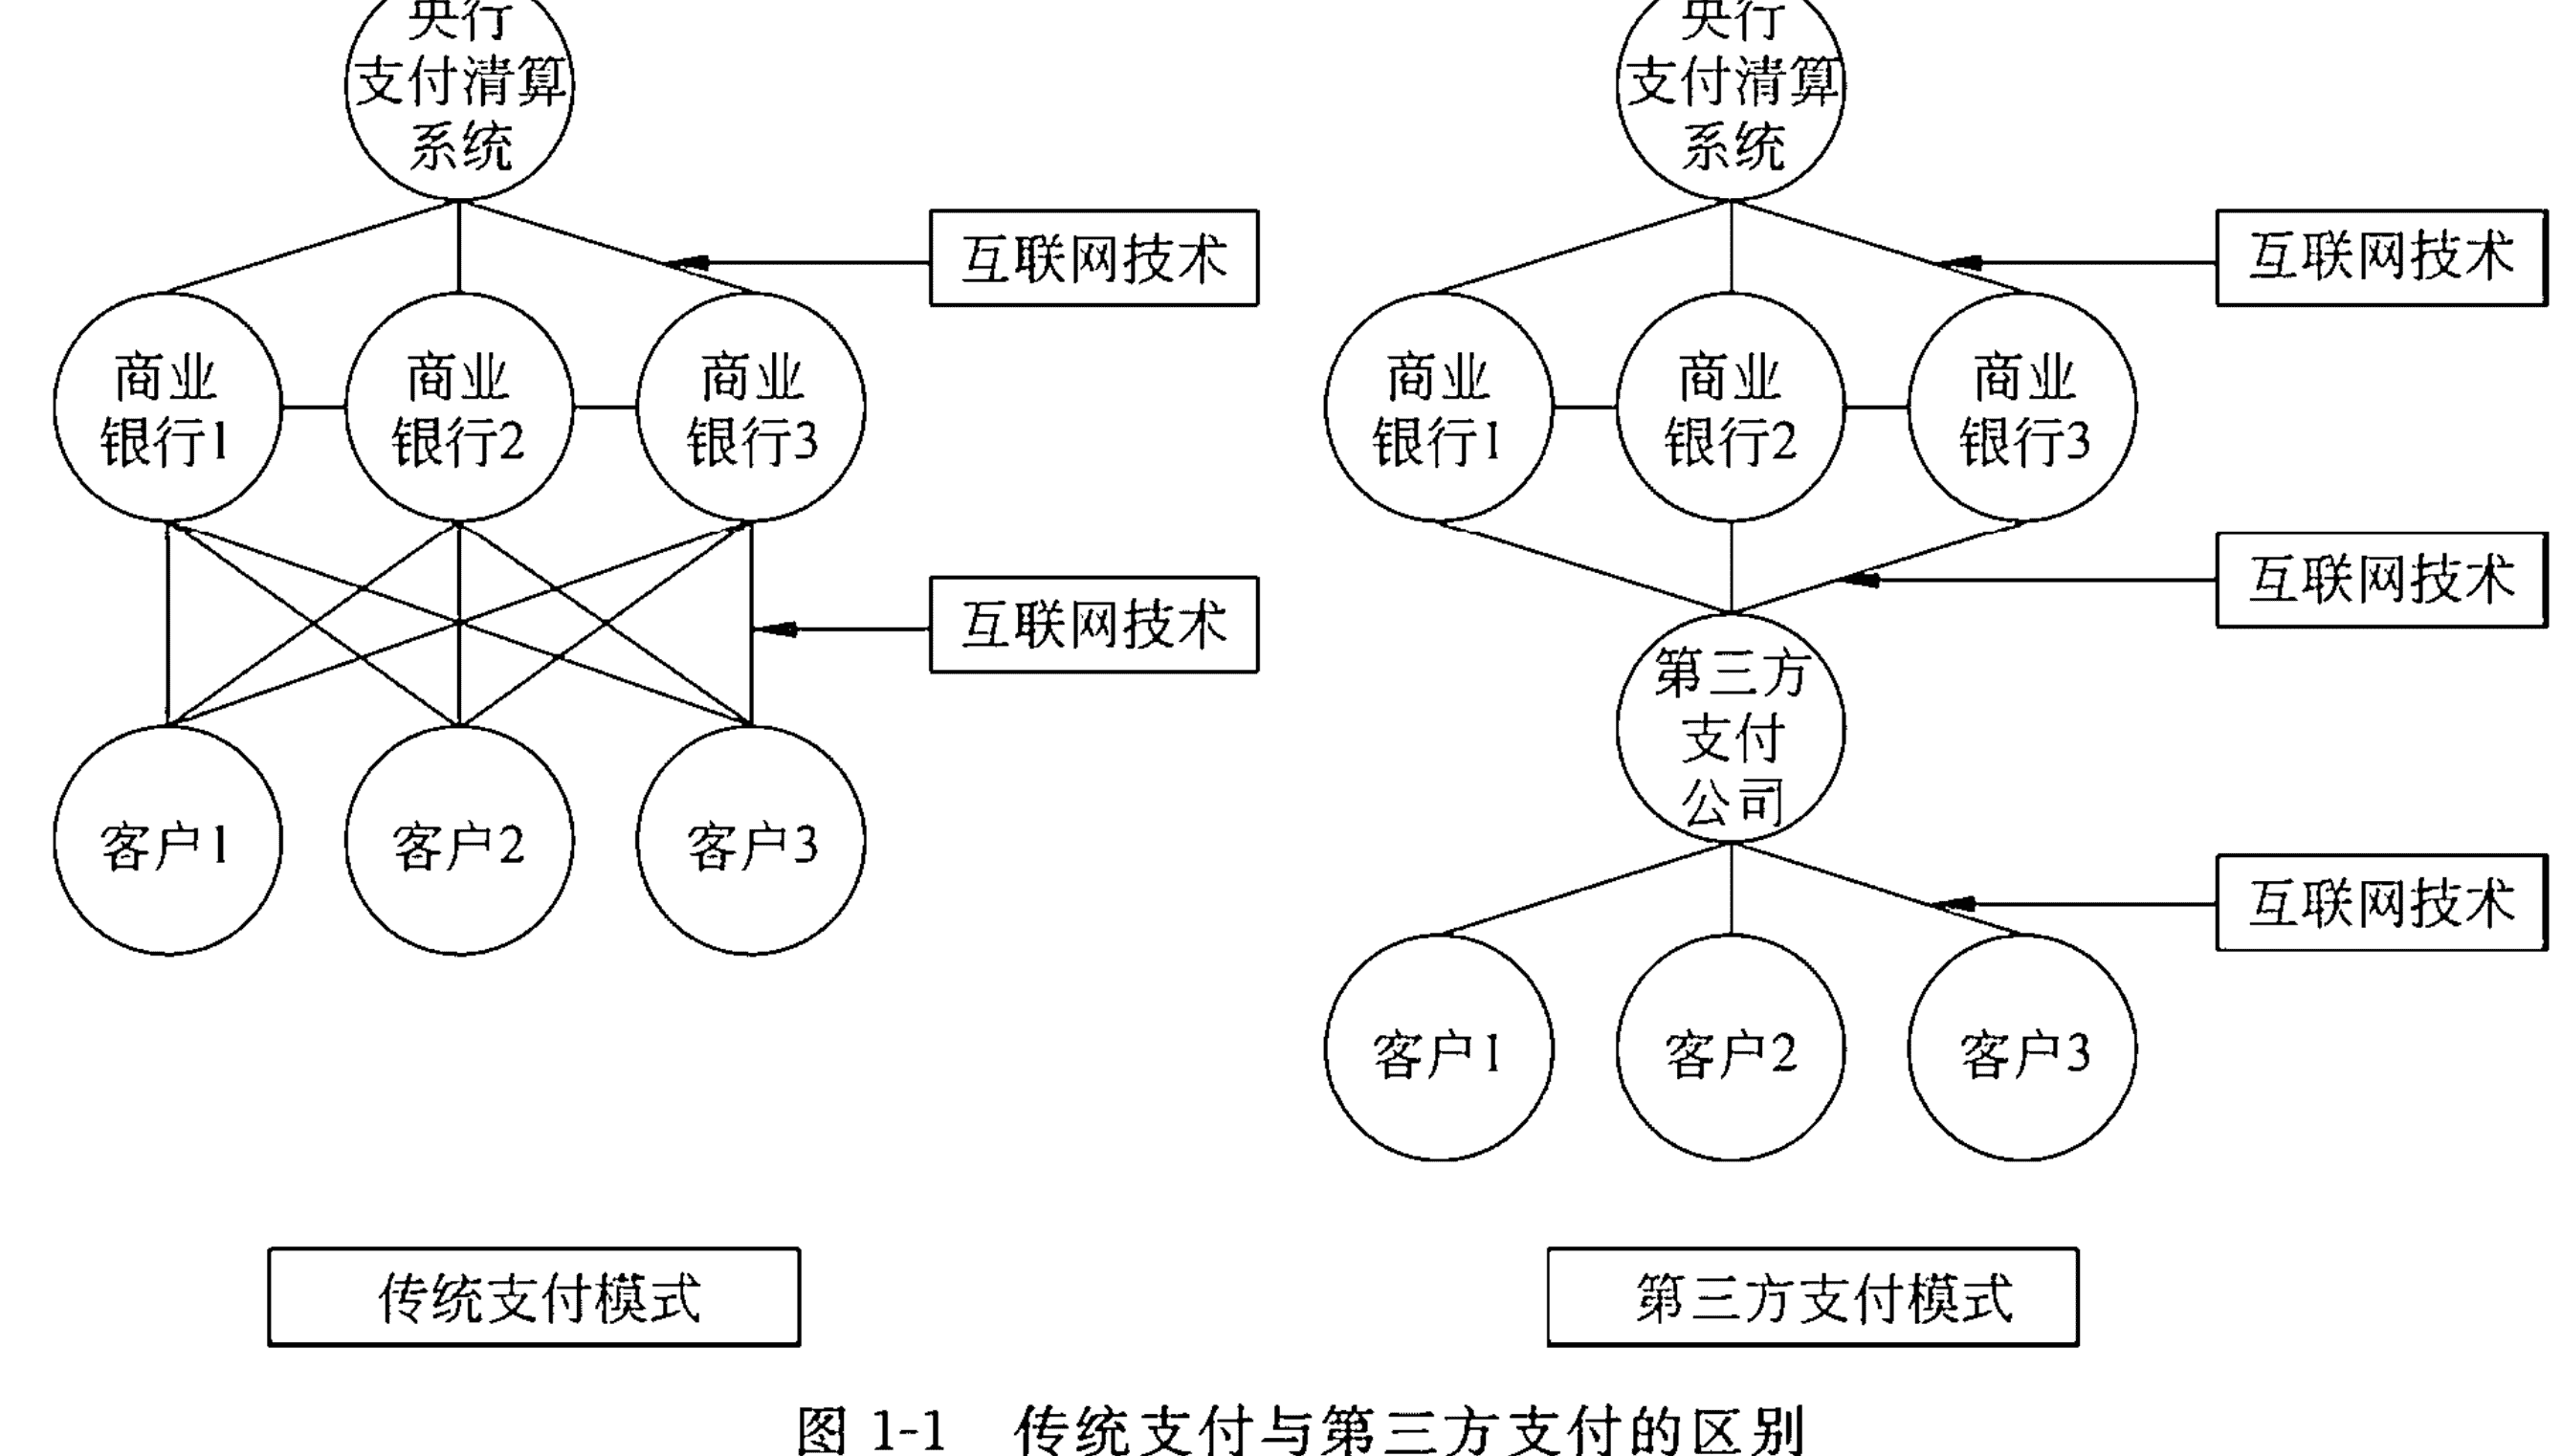 央行
支付清算
系统
互联网技术
商业
银行1
商业
银行2
商业
银行3
互联网技术
客户1
客户2
客户3
传统支付模式
央行
支付清算
系统
互联网技术
商业
银行1
商业
银行2
商业
银行3
互联网技术
第三方
支付
公司
互联网技术
客户1
客户2
客户3
第三方支付模式
图 1-1 传统支付与第三方支付的区别